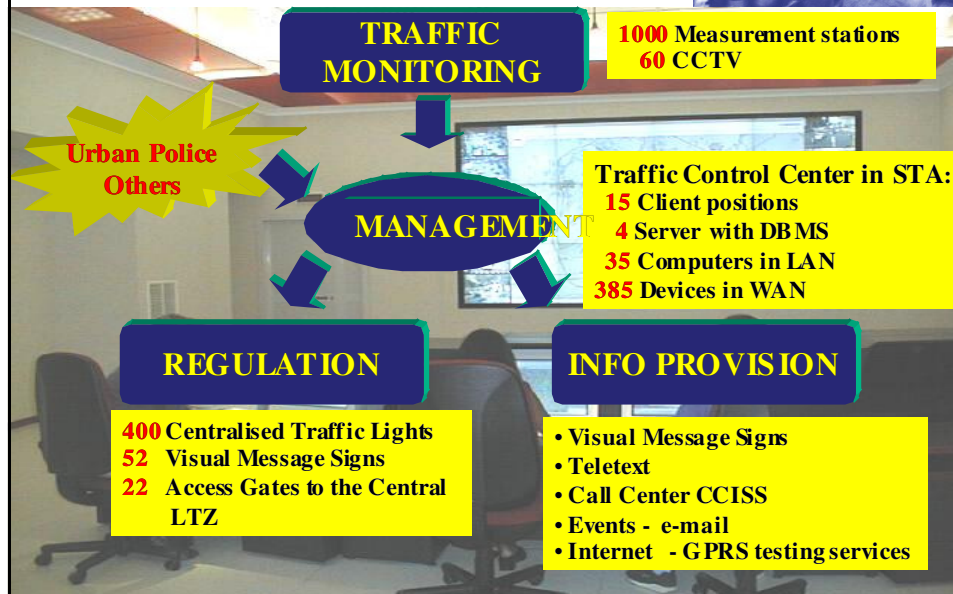 TRAFFIC
MONITORING
1000 Measurement stations
60 CCTV
Urban Police
Others
MANAGEMENT
Traffic Control Center in STA:
15 Client positions
4 Server with DBMS
35 Computers in LAN
385 Devices in WAN
REGULATION
400 Centralised Traffic Lights
52 Visual Message Signs
22 Access Gates to the Central
LTZ
INFO PROVISION
• Visual Message Signs
• Teletext
• Call Center CCISS
• Events - e-mail
• Internet - GPRS testing services